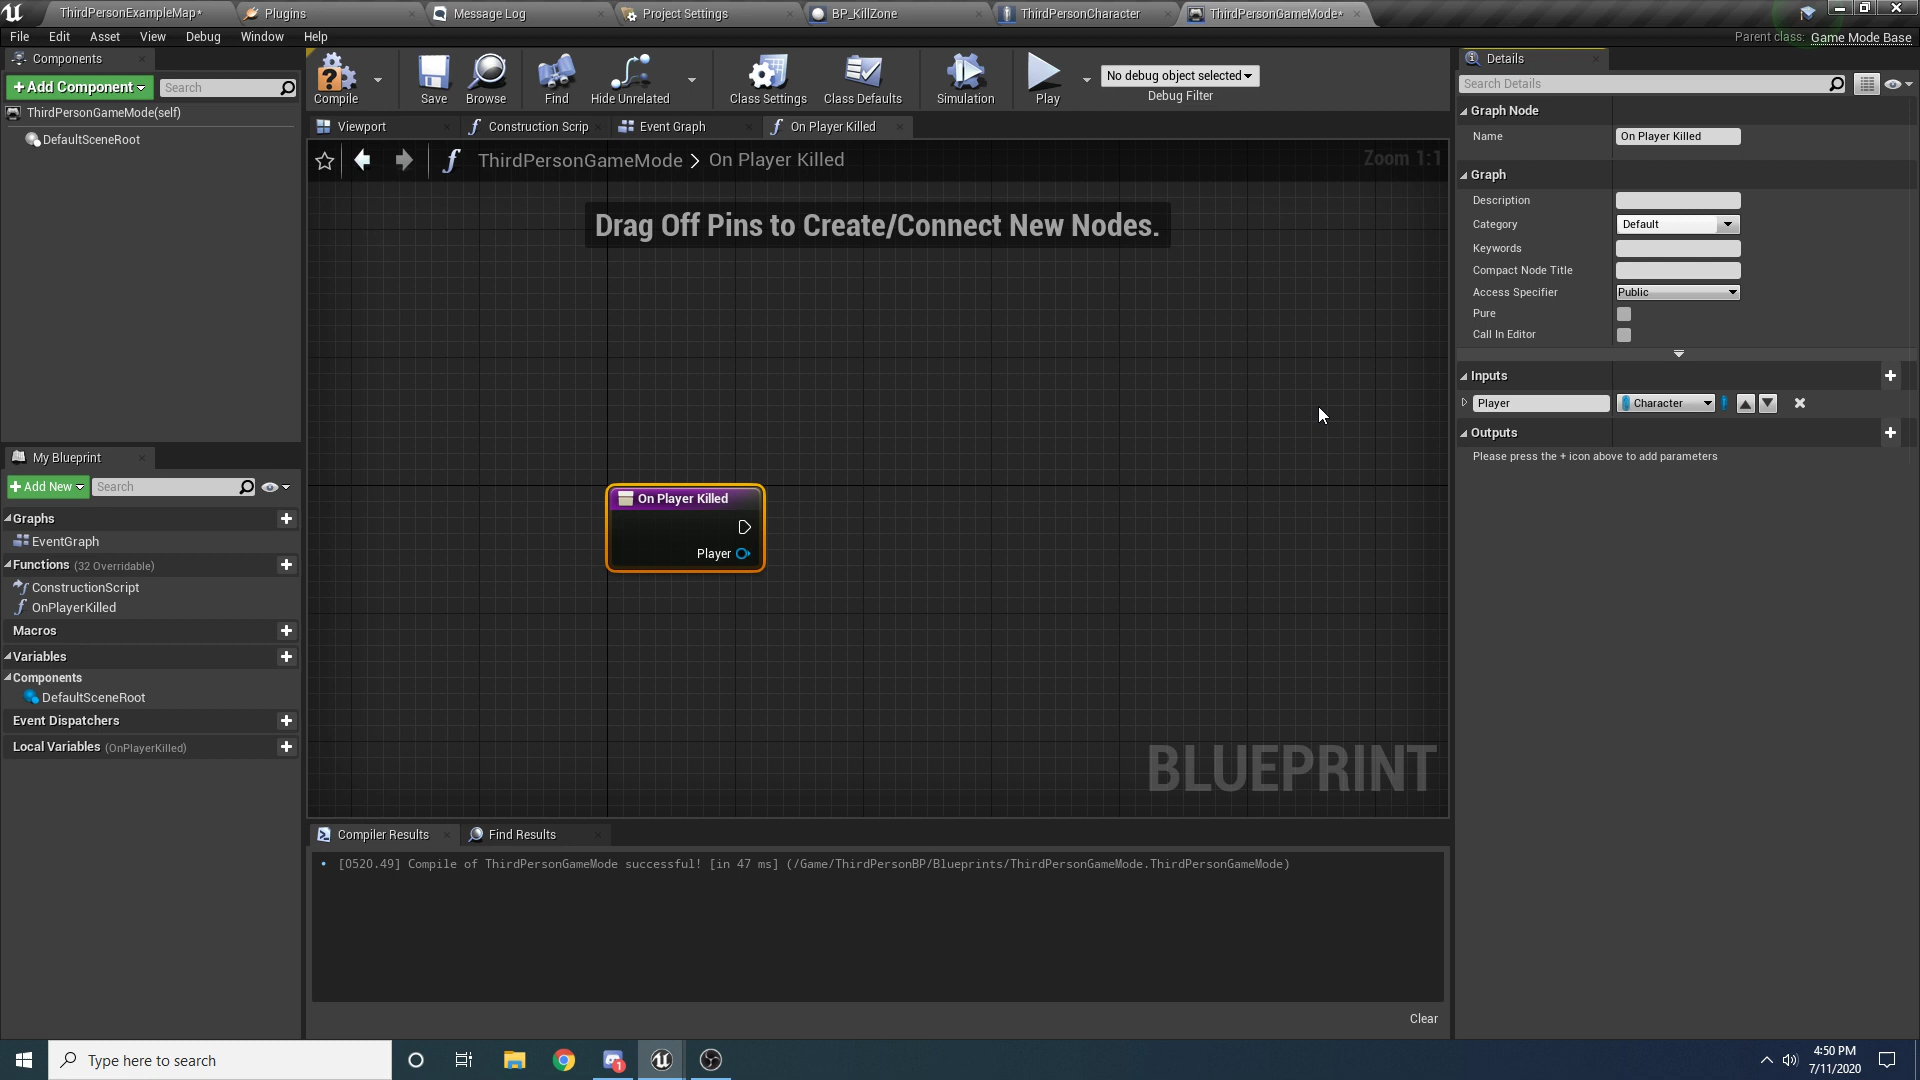 ThirdPersonExampleMap*
Plugins
Message Log
Project Settings
BP_KillZone
ThirdPersonCharacter
ThirdPersonGameMode*
File
Edit
Asset
View
Debug
Window
Help
Parent class: Game Mode Base
Components
+Add Component
Search
ThirdPersonGameMode(self)
DefaultSceneRoot
Compile
Save
Browse
Find
Hide Unrelated
Class Settings
Class Defaults
Simulation
Play
No debug object selected
Debug Filter
Viewport
Construction Scrip
Event Graph
On Player Killed
ThirdPersonGameMode > On Player Killed
Zoom 1:1
Drag Off Pins to Create/Connect New Nodes.
On Player Killed
Player
BLUEPRINT
My Blueprint
+Add New
Search
Graphs
EventGraph
Functions (32 Overridable)
ConstructionScript
OnPlayerKilled
Macros
Variables
Components
DefaultSceneRoot
Event Dispatchers
Local Variables (OnPlayerKilled)
Compiler Results
Find Results
[0520.49] Compile of ThirdPersonGameMode successful! [in 47 ms] (/Game/ThirdPersonBP/Blueprints/ThirdPersonGameMode.ThirdPersonGameMode)
Clear
Details
Search Details
Graph Node
Name
On Player Killed
Graph
Description
Category
Default
Keywords
Compact Node Title
Access Specifier
Public
Pure
Call In Editor
Inputs
Player
Character
Outputs
Please press the + icon above to add parameters
Type here to search
1
4:50 PM
7/11/2020